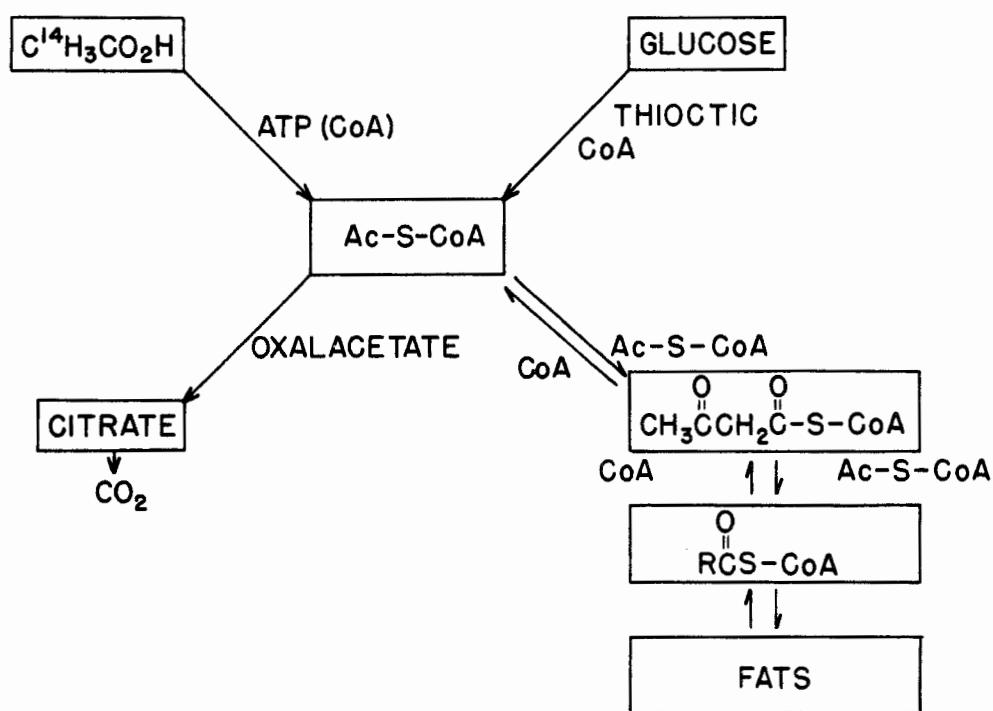 C¹⁴H₃CO₂H
GLUCOSE
ATP (CoA)
THIOCTIC
CoA
Ac-S-CoA
OXALACETATE
Ac-S-CoA
CoA
CITRATE
CO₂
O O
CH₃CCH₂C-S-CoA
CoA
Ac-S-CoA
O
RCS-CoA
FATS